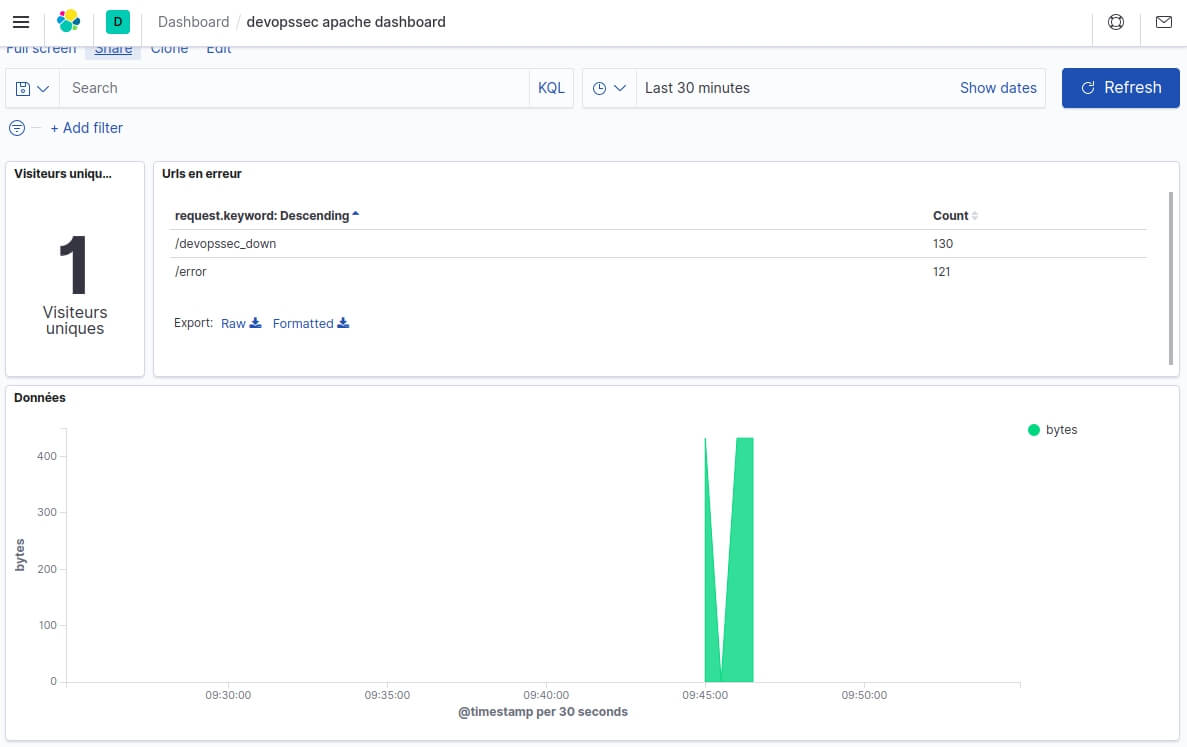 D Dashboard / devopssec apache dashboard
Full screen Share Clone Edit
Search KQL Last 30 minutes Show dates Refresh
+ Add filter
Visiteurs uniqu...
1
Visiteurs
uniques
Urls en erreur
request.keyword: Descending Count
/devopssec_down 130
/error 121
Export: Raw Formatted
Données
bytes
400
300
200
100
0
bytes
09:30:00 09:35:00 09:40:00 09:45:00 09:50:00
@timestamp per 30 seconds